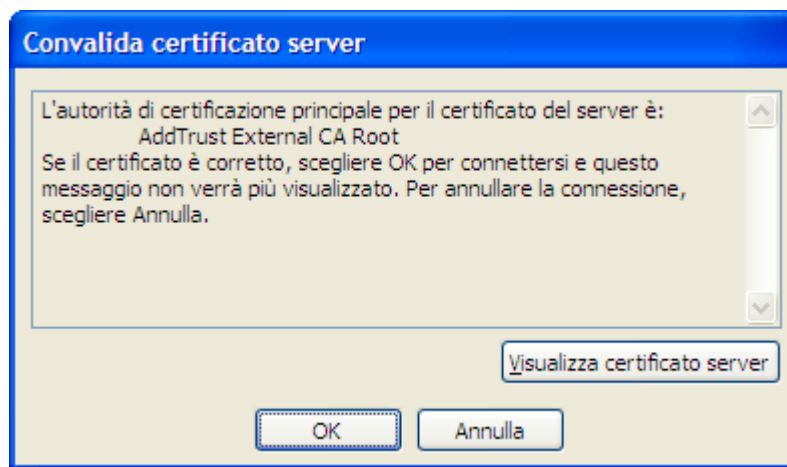 Convalida certificato server
L'autorità di certificazione principale per il certificato del server è:
AddTrust External CA Root
Se il certificato è corretto, scegliere OK per connettersi e questo
messaggio non verrà più visualizzato. Per annullare la connessione,
scegliere Annulla.
Visualizza certificato server
OK Annulla